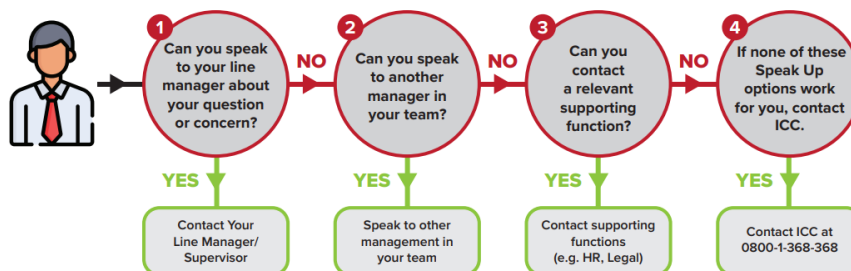 1
Can you speak
to your line
manager about
your question
or concern?
NO
2
Can you speak
to another
manager in
your team?
NO
3
Can you
contact
a relevant
supporting
function?
NO
4
If none of these
Speak Up
options work
for you, contact
ICC.
YES
YES
YES
YES
Contact Your
Line Manager/
Supervisor
Speak to other
management in
your team
Contact supporting
functions
(e.g. HR, Legal)
Contact ICC at
0800-1-368-368